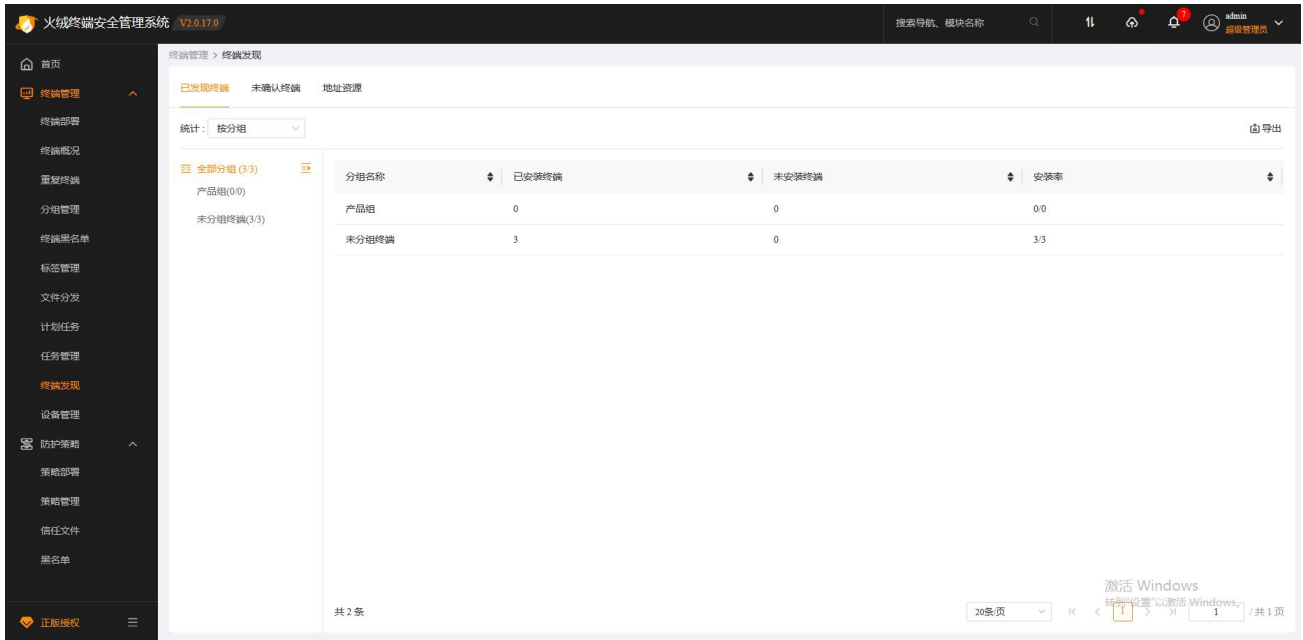 火绒终端安全管理系统 V2.0.17.0 搜索导航、模块名称 7 admin
超级管理员
首页
终端管理
终端部署
终端概况
重复终端
分组管理
终端黑名单
标签管理
文件分发
计划任务
任务管理
终端发现
设备管理
防护策略
策略部署
策略管理
信任文件
黑名单
正版授权
终端管理 > 终端发现
已发现终端 未确认终端 地址资源
统计: 按分组 导出
全部分组 (3/3)
产品组(0/0)
未分组终端(3/3)
分组名称 已安装终端 未安装终端 安装率
产品组 0 0 0/0
未分组终端 3 0 3/3
激活 Windows
转到"设置"以激活 Windows。
共 2 条 20条/页 1 1 / 共 1 页